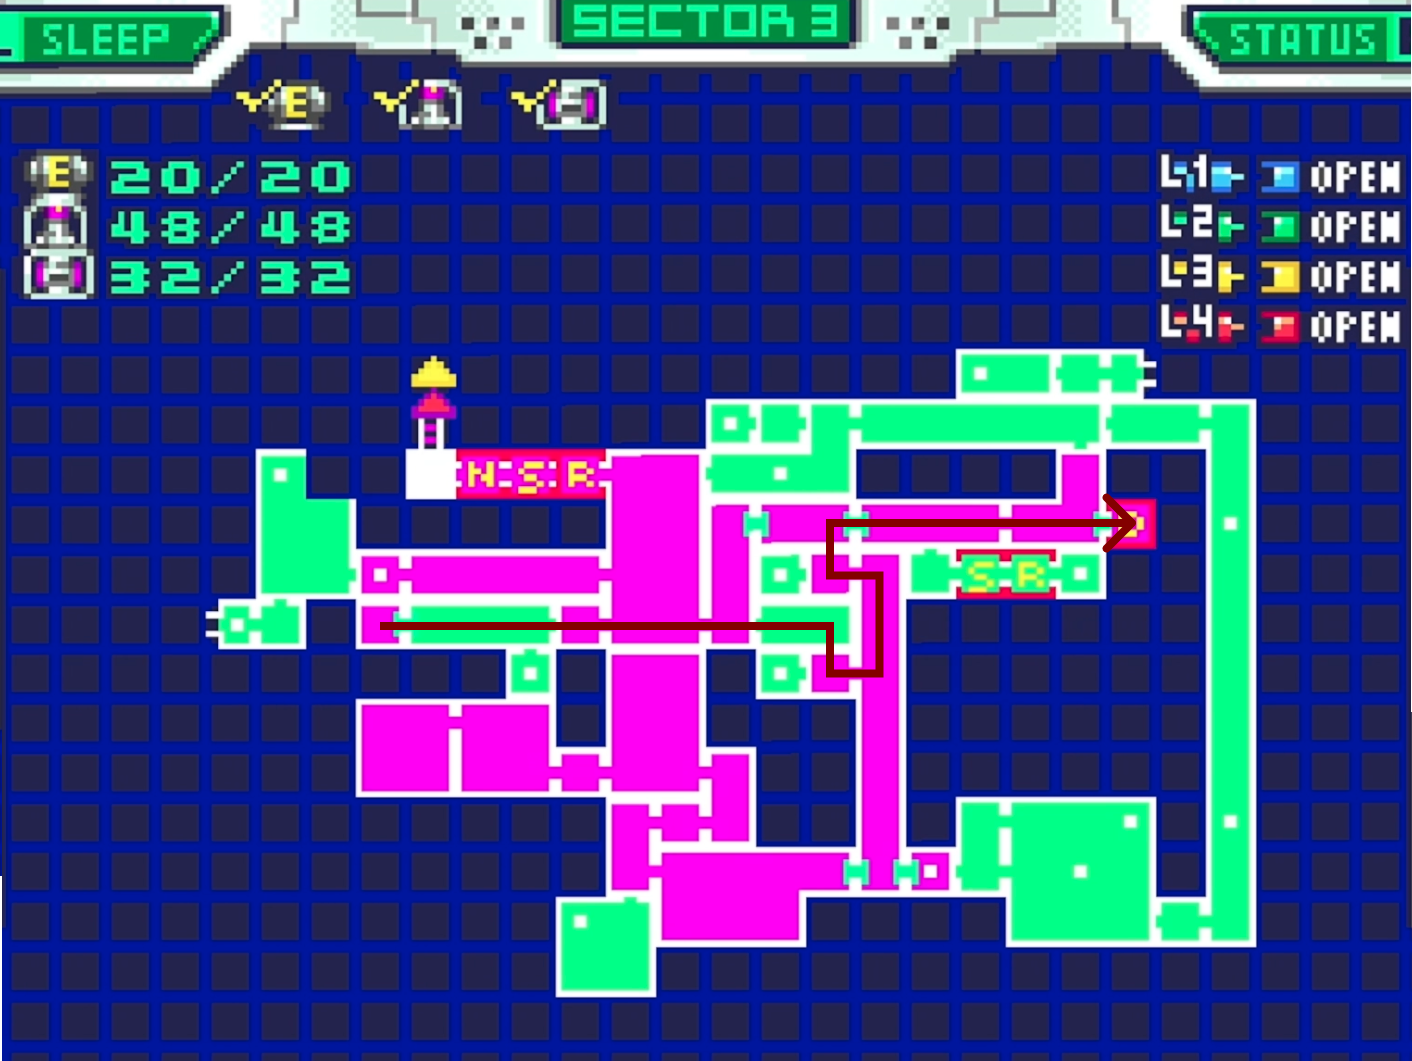 SLEEP
SECTOR 3
STATUS
E
E 20/20
48/48
32/32
L1 OPEN
L2 OPEN
L3 OPEN
L4 OPEN
N S R
S R